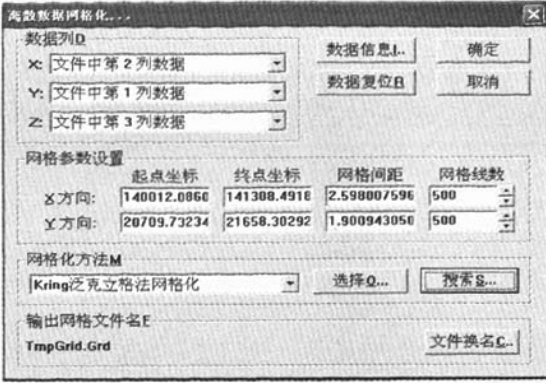 离散数据网格化...
数据列D
X: 文件中第 2 列数据
Y: 文件中第 1 列数据
Z: 文件中第 3 列数据
数据信息I.. 确定
数据复位R 取消
网格参数设置
起点坐标 终点坐标 网格间距 网格线数
X方向: 140012.0860 141308.4918 2.598007596 500
Y方向: 20709.73234 21658.30292 1.900943050 500
网格化方法M
Kring泛克立格法网格化 选择O... 搜索S...
输出网格文件名F
TmpGrid.Grd 文件换名C..